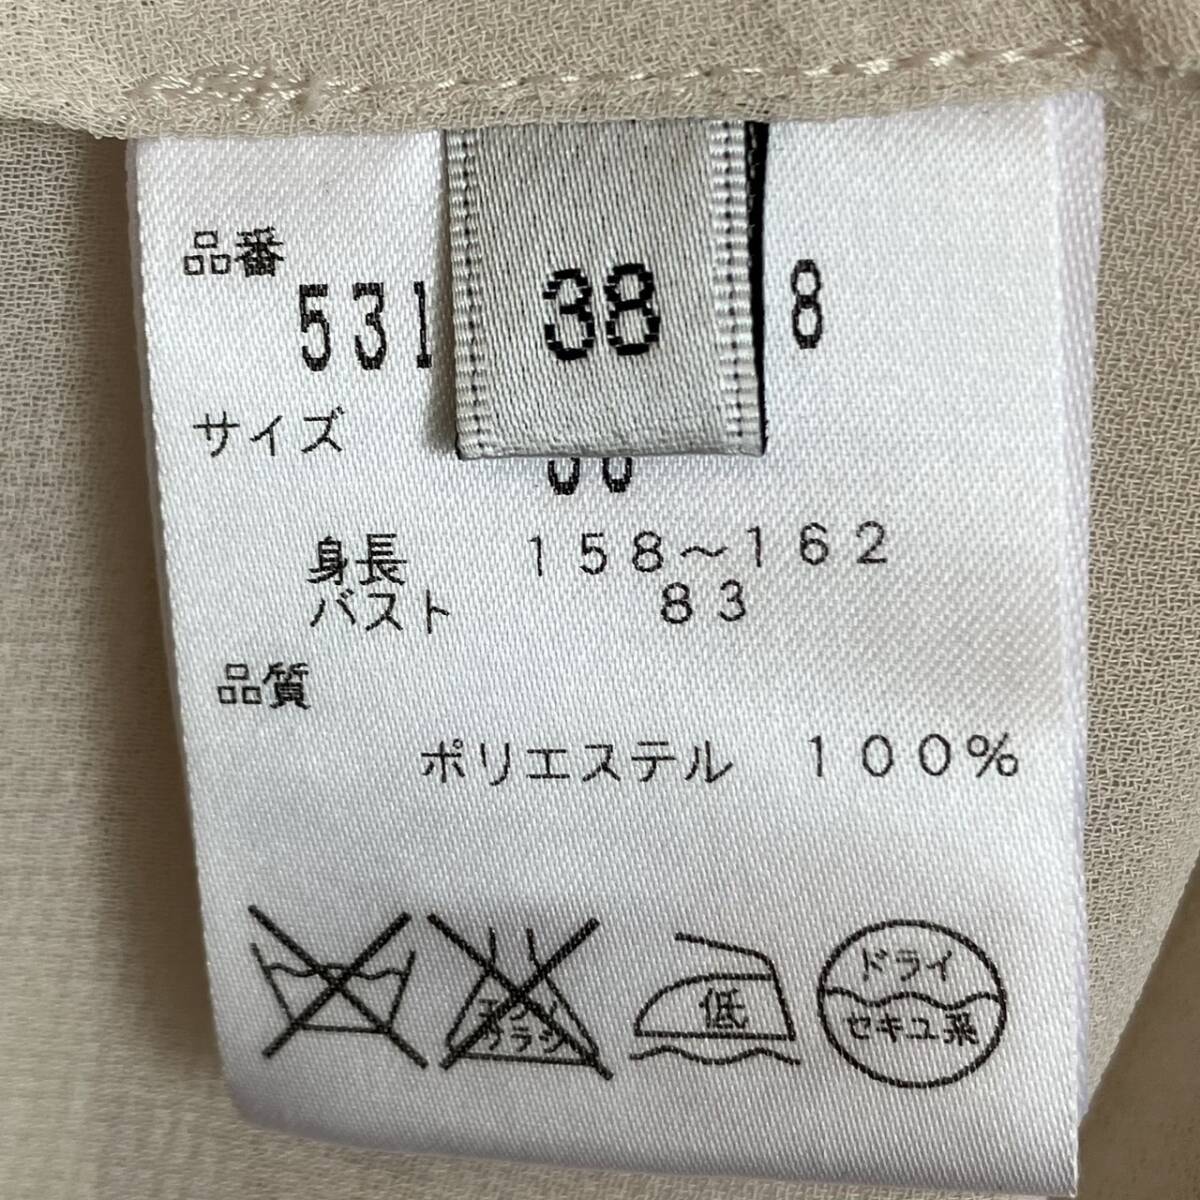 品番
531 8
38
サイズ
身長 158～162
バスト 83
品質
ポリエステル 100%
低
ドライ
セキユ系